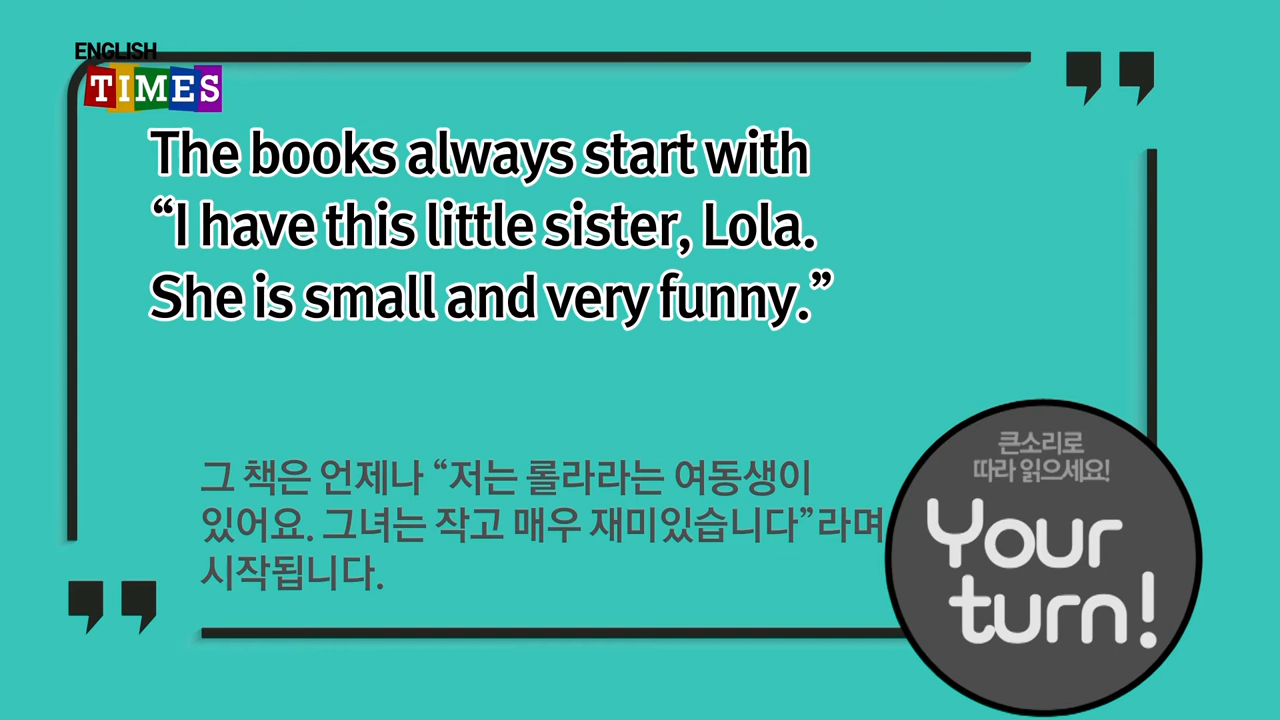 ENGLISH
TIMES
The books always start with
“I have this little sister, Lola.
She is small and very funny.”
그 책은 언제나 “저는 롤라라는 여동생이
있어요. 그녀는 작고 매우 재미있습니다”라며
시작됩니다.
큰소리로
따라 읽으세요!
Your
turn!